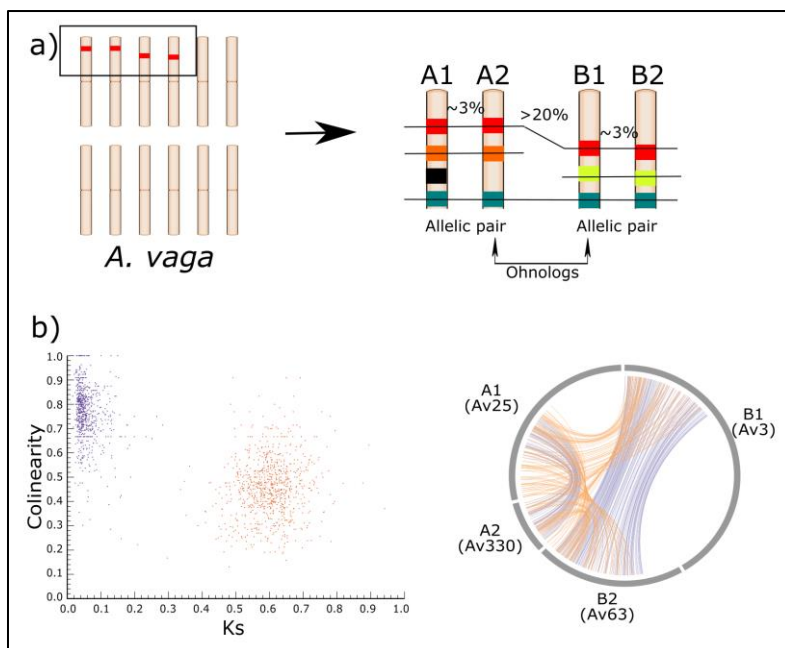 a)
A. vaga
A1 A2 B1 B2
~3% >20% ~3%
Allelic pair Allelic pair
Ohnologs
b)
Colinearity
1.0
0.9
0.8
0.7
0.6
0.5
0.4
0.3
0.2
0.1
0.0
0.0 0.1 0.2 0.3 0.4 0.5 0.6 0.7 0.8 0.9 1.0
Ks
A1
(Av25)
B1
(Av3)
A2
(Av330)
B2
(Av63)